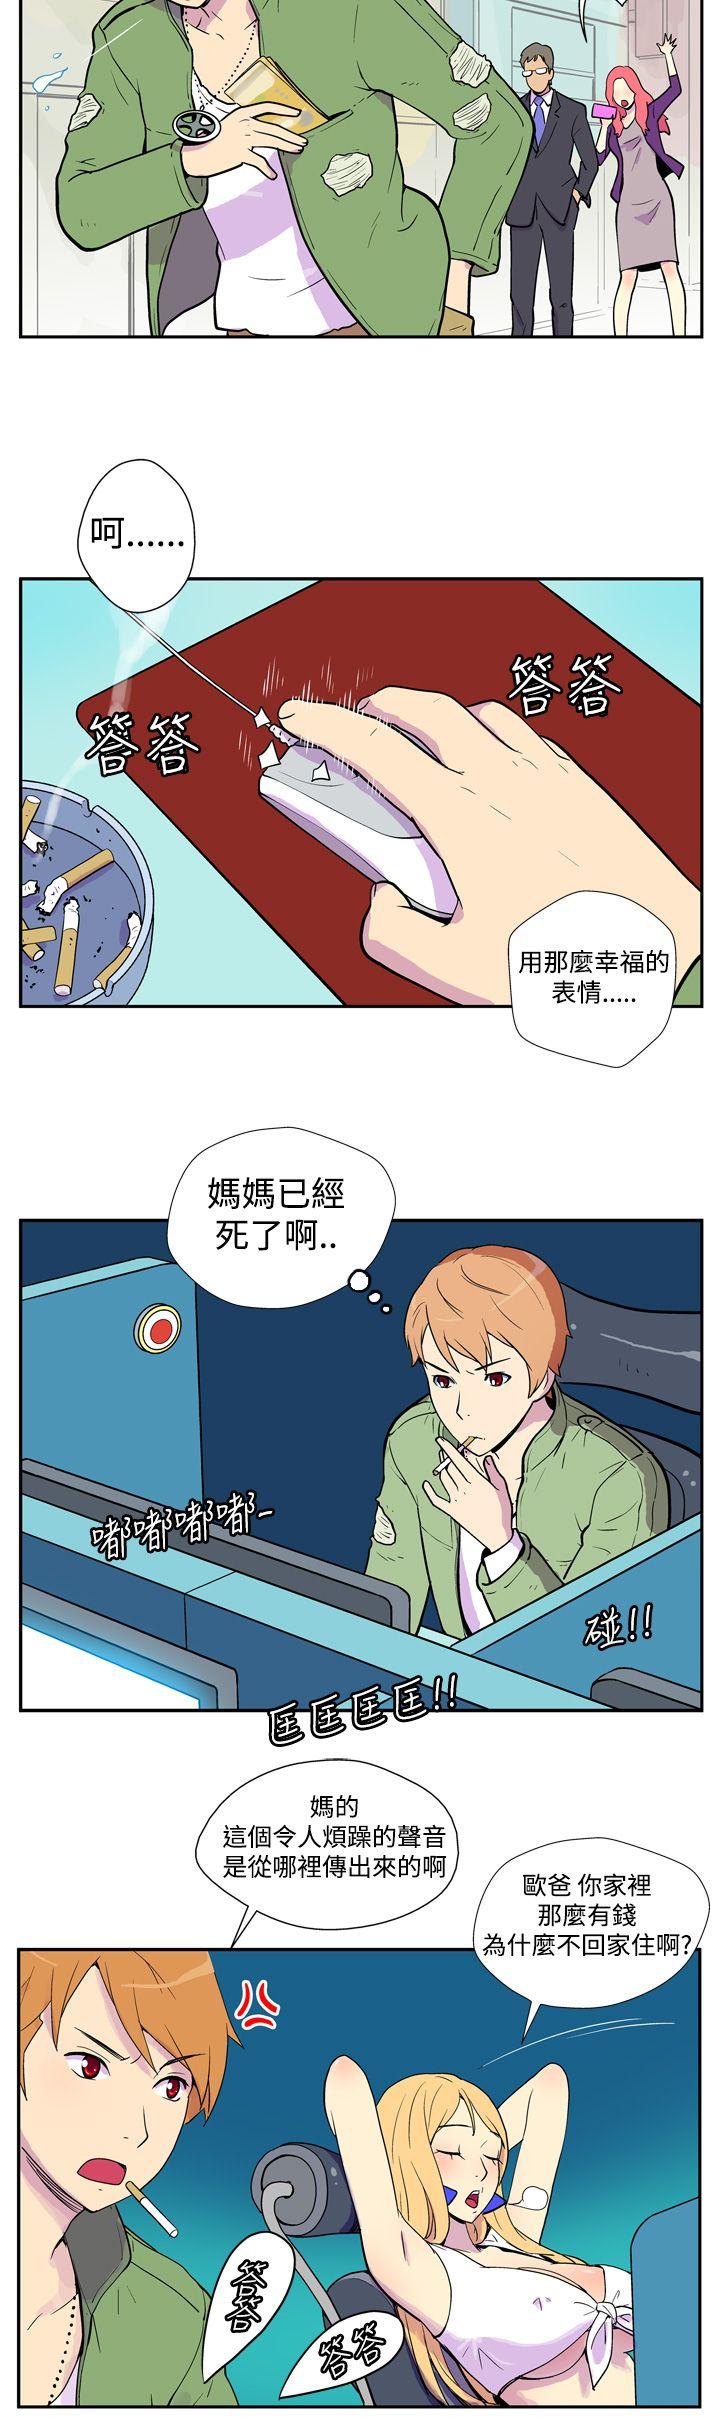 呵......
答答
答答
用那麼幸福的
表情.....
媽媽已經
死了啊..
嘟嘟嘟嘟-
碰!!
匡匡匡匡!!
媽的
這個令人煩躁的聲音
是從哪裡傳出來的啊
歐爸 你家裡
那麼有錢
為什麼不回家住啊?
答答
答答